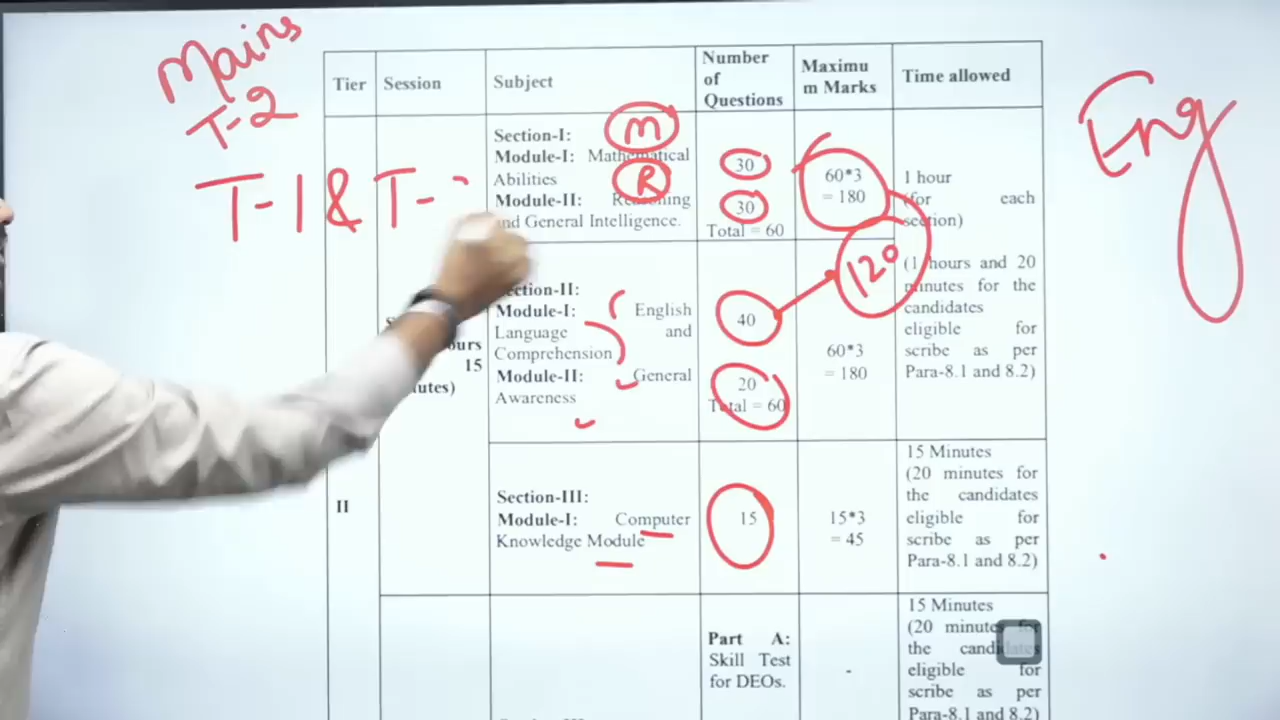 Mains
T-2
T-1 & T-
Eng
Tier
Session
Subject
Number
of
Questions
Maximu
m Marks
Time allowed
Section-I:
M
Module-I: Mathematical
Abilities
R
Module-II: Reasoning
and General Intelligence.
30
30
Total = 60
60*3
= 180
1 hour
(for each
section)
(1 hours and 20
minutes for the
candidates
eligible for
scribe as per
Para-8.1 and 8.2)
Section-II:
Module-I: English
Language and
Comprehension
Module-II: General
Awareness
40
120
20
Total = 60
60*3
= 180
15
II
Section-III:
Module-I: Computer
Knowledge Module
15
15*3
= 45
15 Minutes
(20 minutes for
the candidates
eligible for
scribe as per
Para-8.1 and 8.2)
Part A:
Skill Test
for DEOs.
-
15 Minutes
(20 minutes for
the candidates
eligible for
scribe as per
Para-8.1 and 8.2)